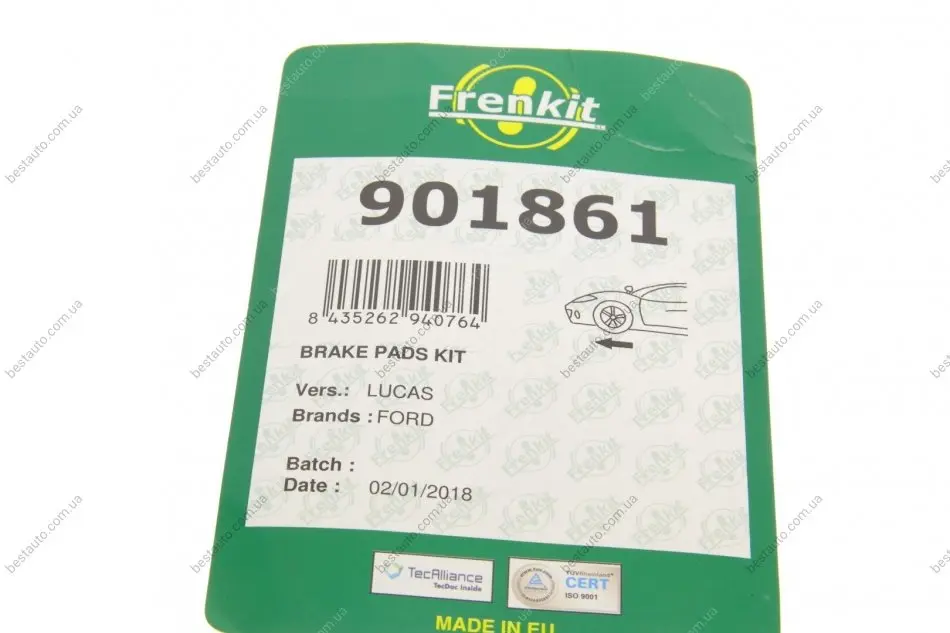 Frenkit
901861
8 435262 940764
BRAKE PADS KIT
Vers.: LUCAS
Brands : FORD
Batch :
Date : 02/01/2018
TecAlliance
TecDoc Inside
TÜVRheinland
CERT
ISO 9001
MADE IN EU
bestauto.com.ua